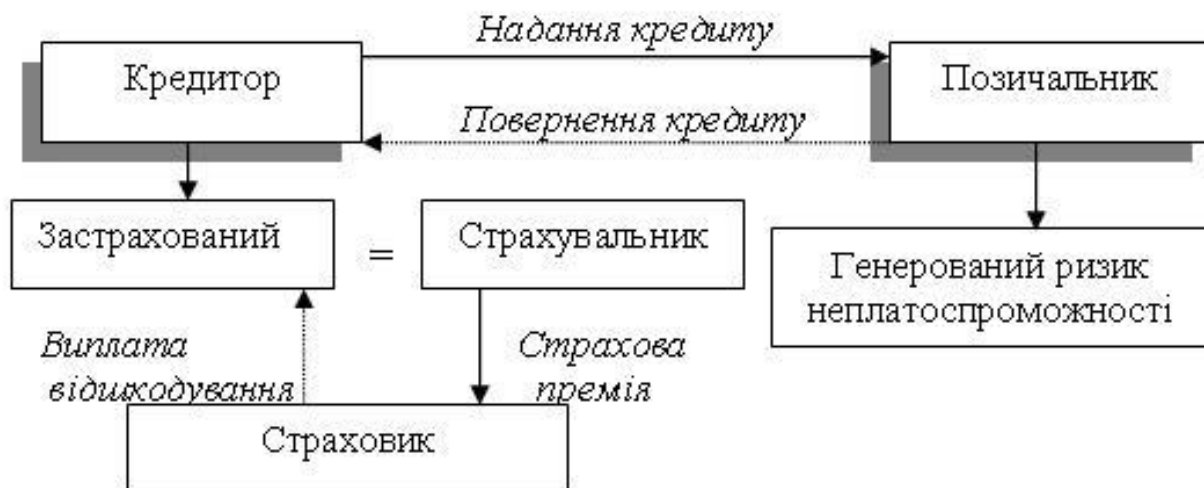 Надання кредиту
Кредитор
Позичальник
Повернення кредиту
Застрахований
=
Страхувальник
Генерований ризик
неплатоспроможності
Виплата
відшкодування
Страхова
премія
Страховик